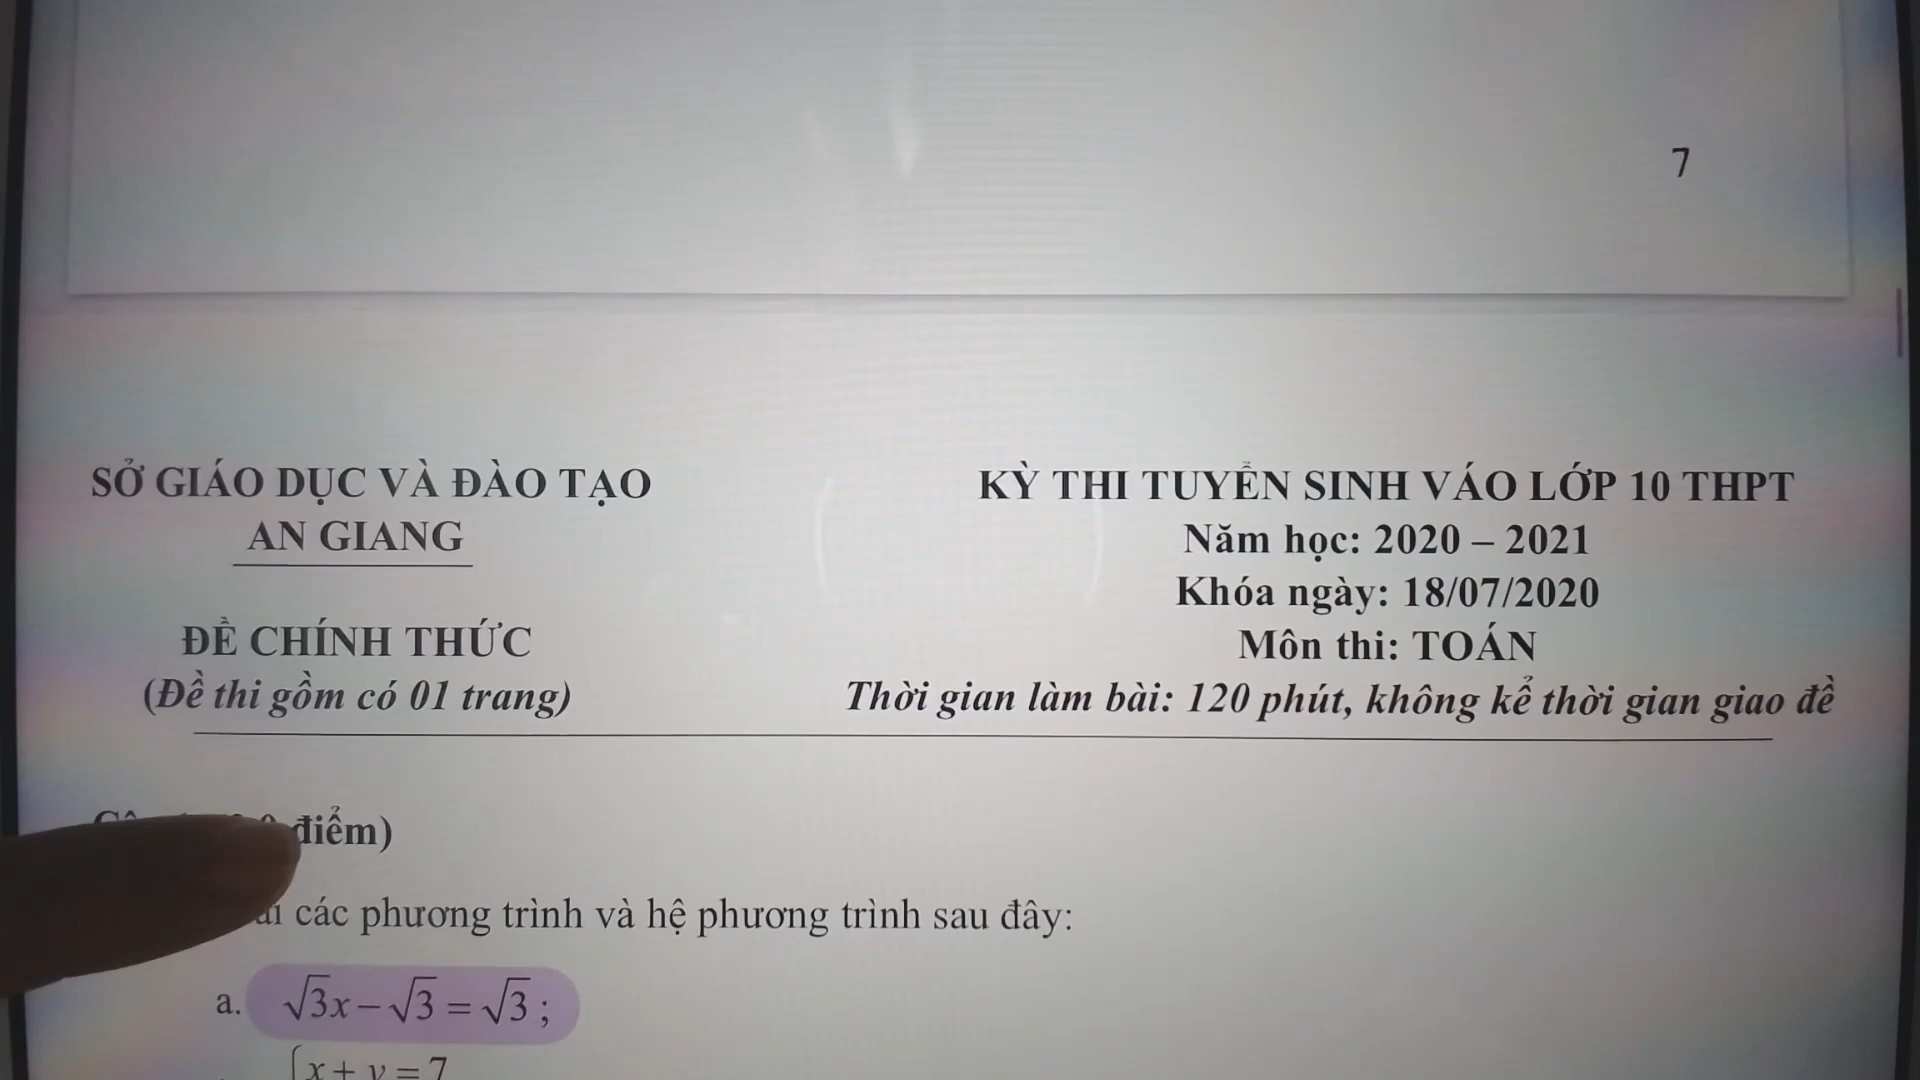 7
SỞ GIÁO DỤC VÀ ĐÀO TẠO
AN GIANG
ĐỀ CHÍNH THỨC
(Đề thi gồm có 01 trang)
KỲ THI TUYỂN SINH VÁO LỚP 10 THPT
Năm học: 2020 – 2021
Khóa ngày: 18/07/2020
Môn thi: TOÁN
Thời gian làm bài: 120 phút, không kể thời gian giao đề
điểm)
các phương trình và hệ phương trình sau đây:
a. √3x − √3 = √3 ;
x + y = 7